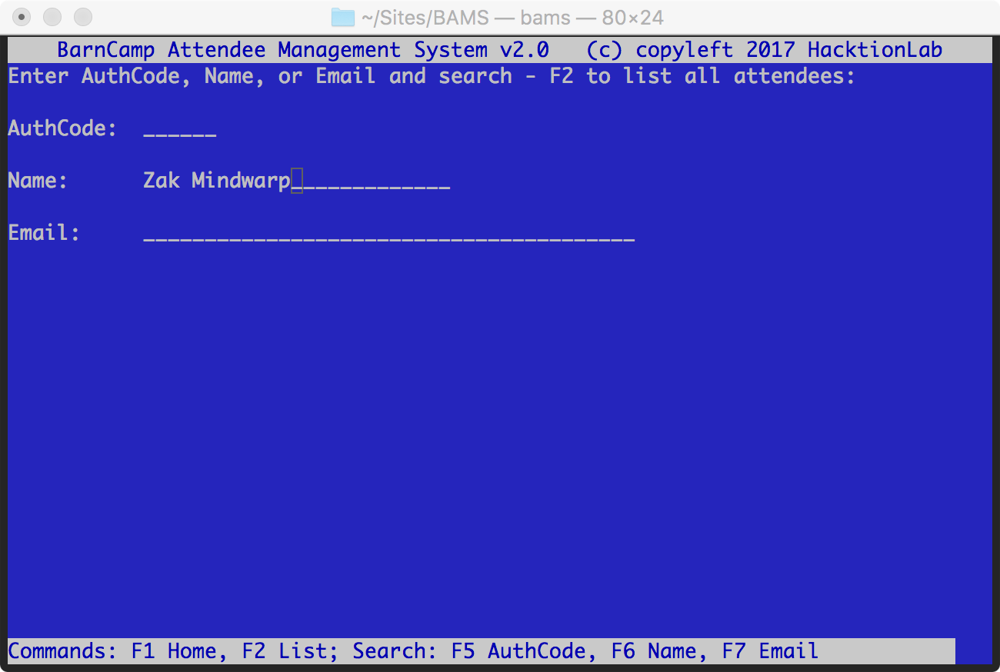 ~/Sites/BAMS — bams — 80×24
BarnCamp Attendee Management System v2.0 (c) copyleft 2017 HacktionLab
Enter AuthCode, Name, or Email and search - F2 to list all attendees:
AuthCode: ______
Name: Zak Mindwarp_____________
Email: ________________________________________
Commands: F1 Home, F2 List; Search: F5 AuthCode, F6 Name, F7 Email